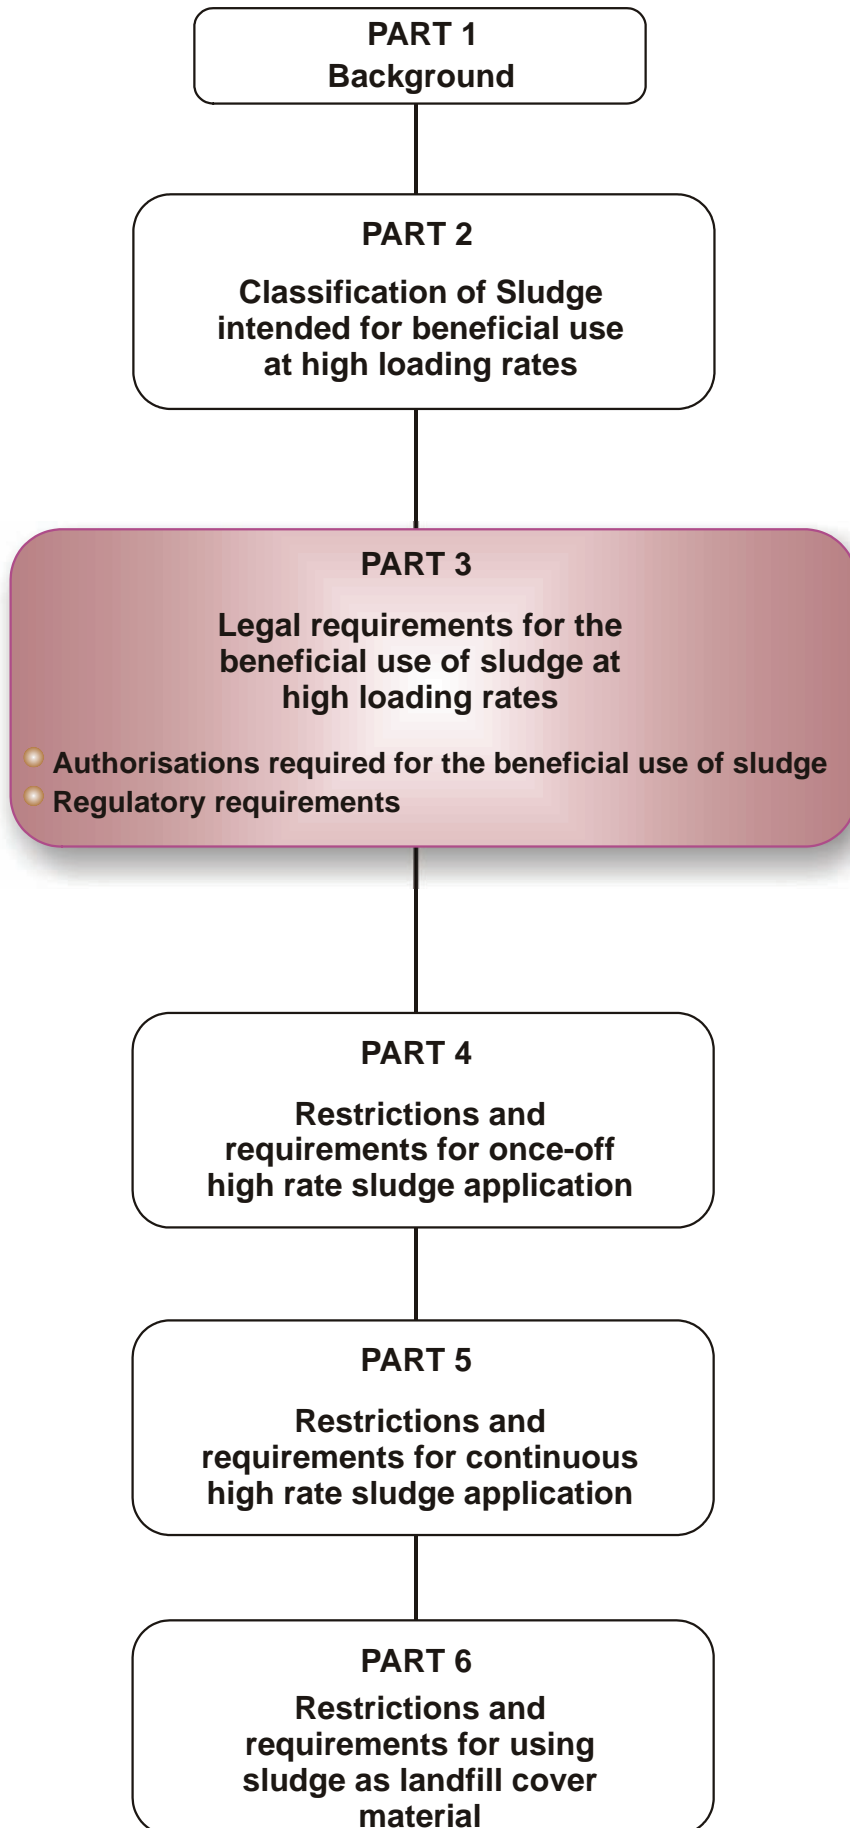 PART 1
Background
PART 2
Classification of Sludge
intended for beneficial use
at high loading rates
PART 3
Legal requirements for the
beneficial use of sludge at
high loading rates
Authorisations required for the beneficial use of sludge
Regulatory requirements
PART 4
Restrictions and
requirements for once-off
high rate sludge application
PART 5
Restrictions and
requirements for continuous
high rate sludge application
PART 6
Restrictions and
requirements for using
sludge as landfill cover
material